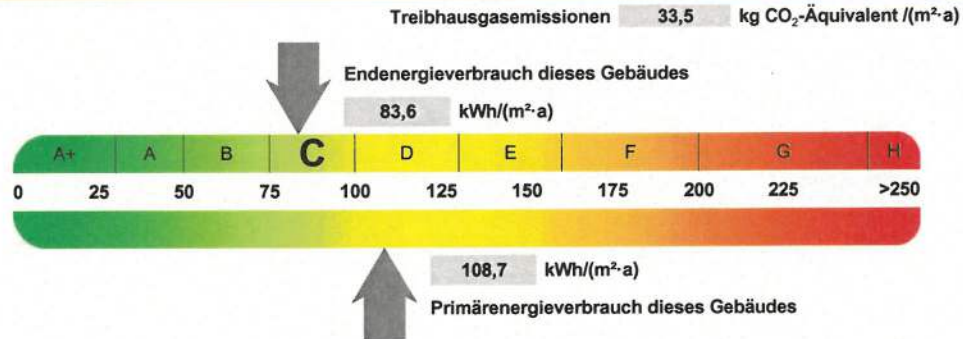 Treibhausgasemissionen 33,5 kg CO₂-Äquivalent /(m²·a)
Endenergieverbrauch dieses Gebäudes
83,6 kWh/(m²·a)
A+ A B C D E F G H
0 25 50 75 100 125 150 175 200 225 >250
108,7 kWh/(m²·a)
Primärenergieverbrauch dieses Gebäudes